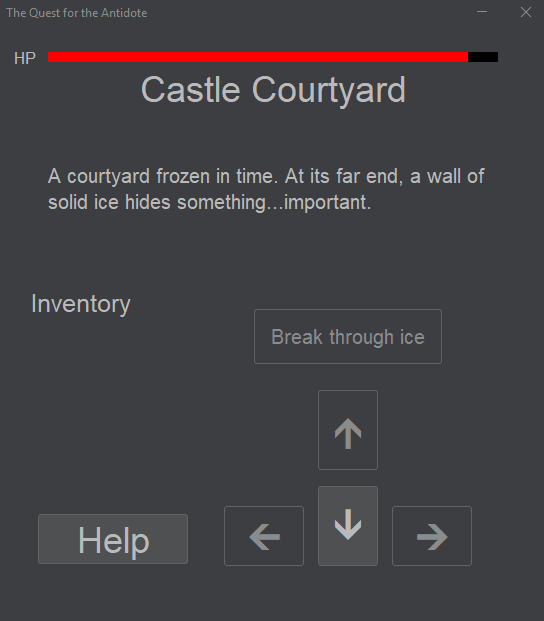 The Quest for the Antidote
HP
Castle Courtyard
A courtyard frozen in time. At its far end, a wall of
solid ice hides something...important.
Inventory
Break through ice
Help